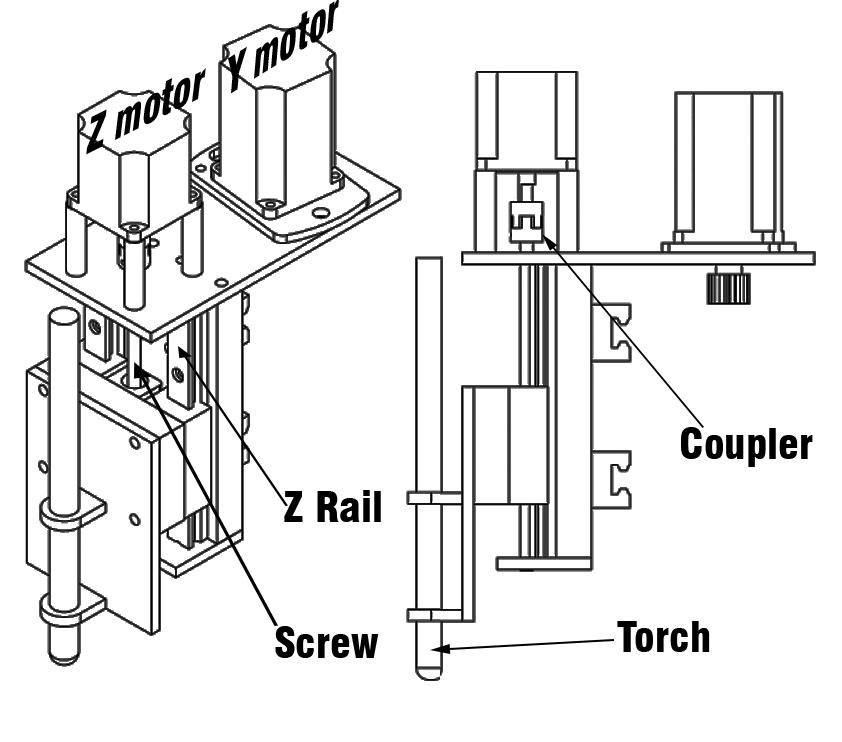 Z motor
Y motor
Coupler
Z Rail
Screw
Torch